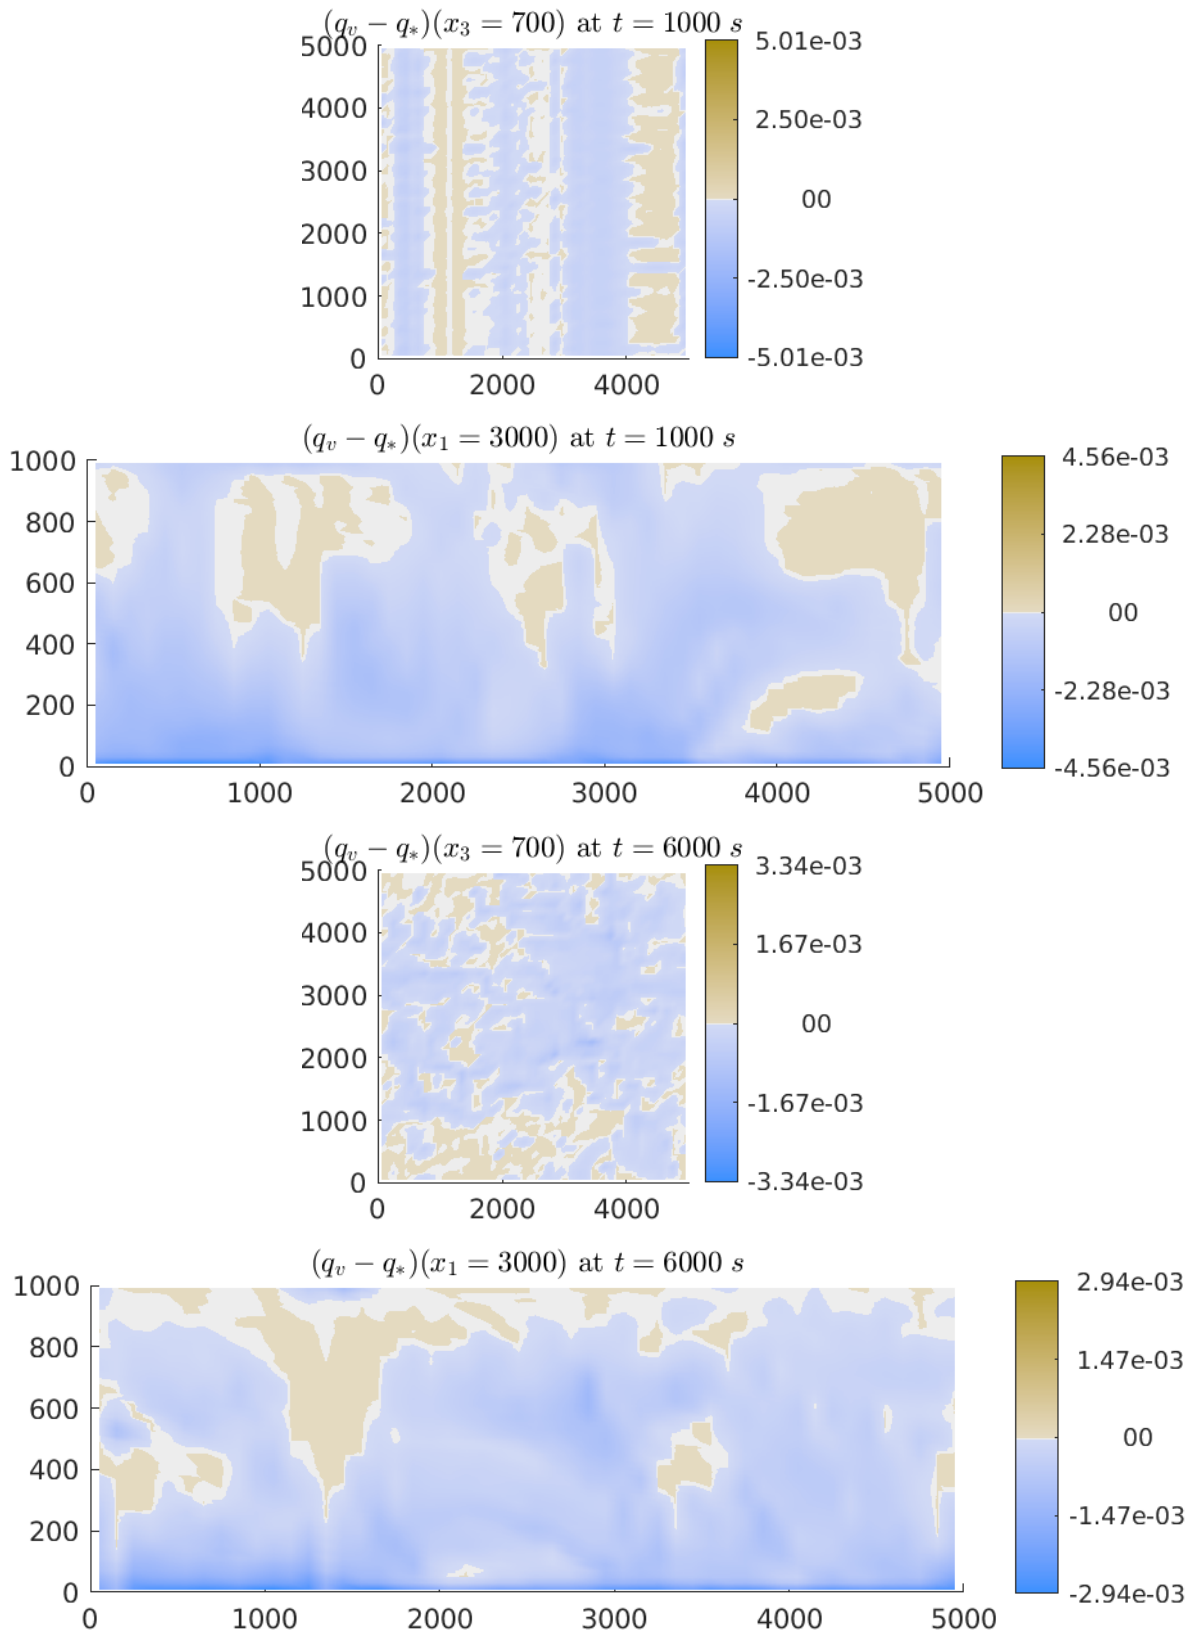 (q_v − q_*)(x_3 = 700) at t = 1000 s
5000
4000
3000
2000
1000
0
0 2000 4000
5.01e-03
2.50e-03
00
-2.50e-03
-5.01e-03
(q_v − q_*)(x_1 = 3000) at t = 1000 s
1000
800
600
400
200
0
0 1000 2000 3000 4000 5000
4.56e-03
2.28e-03
00
-2.28e-03
-4.56e-03
(q_v − q_*)(x_3 = 700) at t = 6000 s
5000
4000
3000
2000
1000
0
0 2000 4000
3.34e-03
1.67e-03
00
-1.67e-03
-3.34e-03
(q_v − q_*)(x_1 = 3000) at t = 6000 s
1000
800
600
400
200
0
0 1000 2000 3000 4000 5000
2.94e-03
1.47e-03
00
-1.47e-03
-2.94e-03